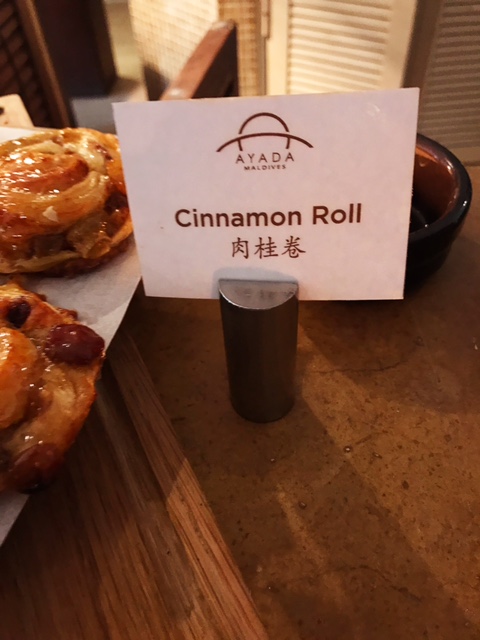 AYADA
MALDIVES
Cinnamon Roll
肉桂卷